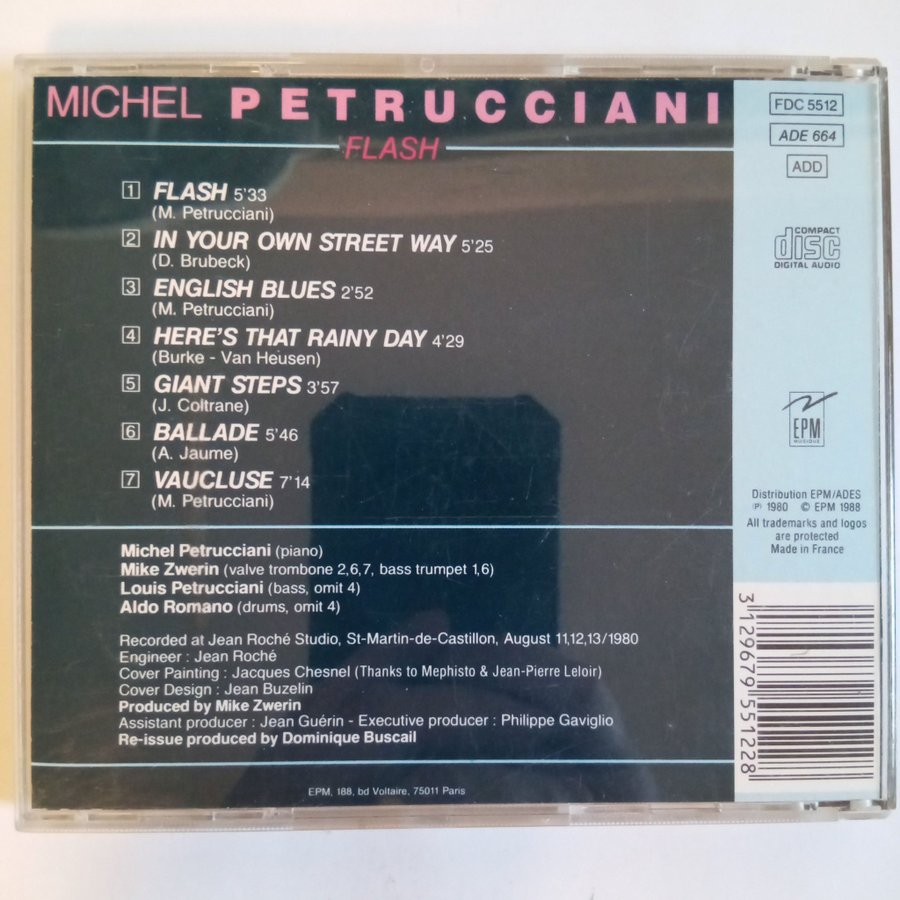 MICHEL PETRUCCIANI
FLASH
1 FLASH 5'33
(M. Petrucciani)
2 IN YOUR OWN STREET WAY 5'25
(D. Brubeck)
3 ENGLISH BLUES 2'52
(M. Petrucciani)
4 HERE'S THAT RAINY DAY 4'29
(Burke - Van Heusen)
5 GIANT STEPS 3'57
(J. Coltrane)
6 BALLADE 5'46
(A. Jaume)
7 VAUCLUSE 7'14
(M. Petrucciani)
Michel Petrucciani (piano)
Mike Zwerin (valve trombone 2,6,7, bass trumpet 1,6)
Louis Petrucciani (bass, omit 4)
Aldo Romano (drums, omit 4)
Recorded at Jean Roché Studio, St-Martin-de-Castillon, August 11,12,13/1980
Engineer : Jean Roché
Cover Painting : Jacques Chesnel (Thanks to Mephisto & Jean-Pierre Leloir)
Cover Design : Jean Buzelin
Produced by Mike Zwerin
Assistant producer : Jean Guérin - Executive producer : Philippe Gaviglio
Re-issue produced by Dominique Buscail
EPM, 188, bd Voltaire, 75011 Paris
FDC 5512
ADE 664
ADD
COMPACT
disc
DIGITAL AUDIO
EPM
MUSIQUE
Distribution EPM/ADES
℗ 1980 © EPM 1988
All trademarks and logos
are protected
Made in France
3 129679 551228